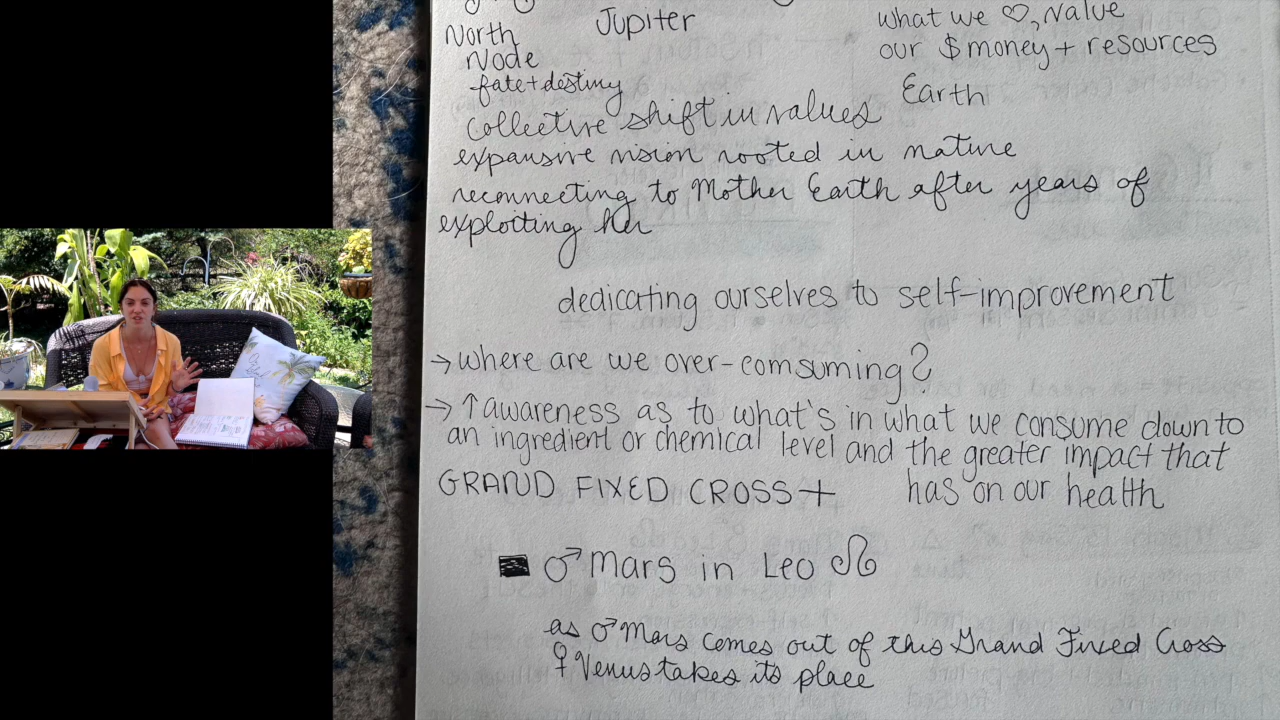 North Jupiter what we ♡, value
Node our $ money + resources
fate + destiny Earth
collective shift in values
expansive vision rooted in nature
reconnecting to Mother Earth after years of
exploiting her
dedicating ourselves to self-improvement
→ where are we over-comsuming?
→ ↑ awareness as to what's in what we consume down to
an ingredient or chemical level and the greater impact that
GRAND FIXED CROSS + has on our health
♂ Mars in Leo ♌
as ♂ Mars comes out of this Grand Fixed Cross
♀ Venus takes its place